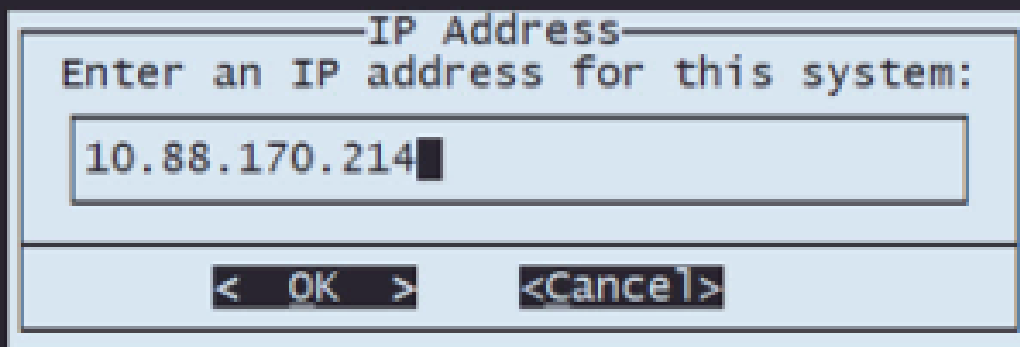 IP Address
Enter an IP address for this system:
10.88.170.214
<  OK  > <Cancel>